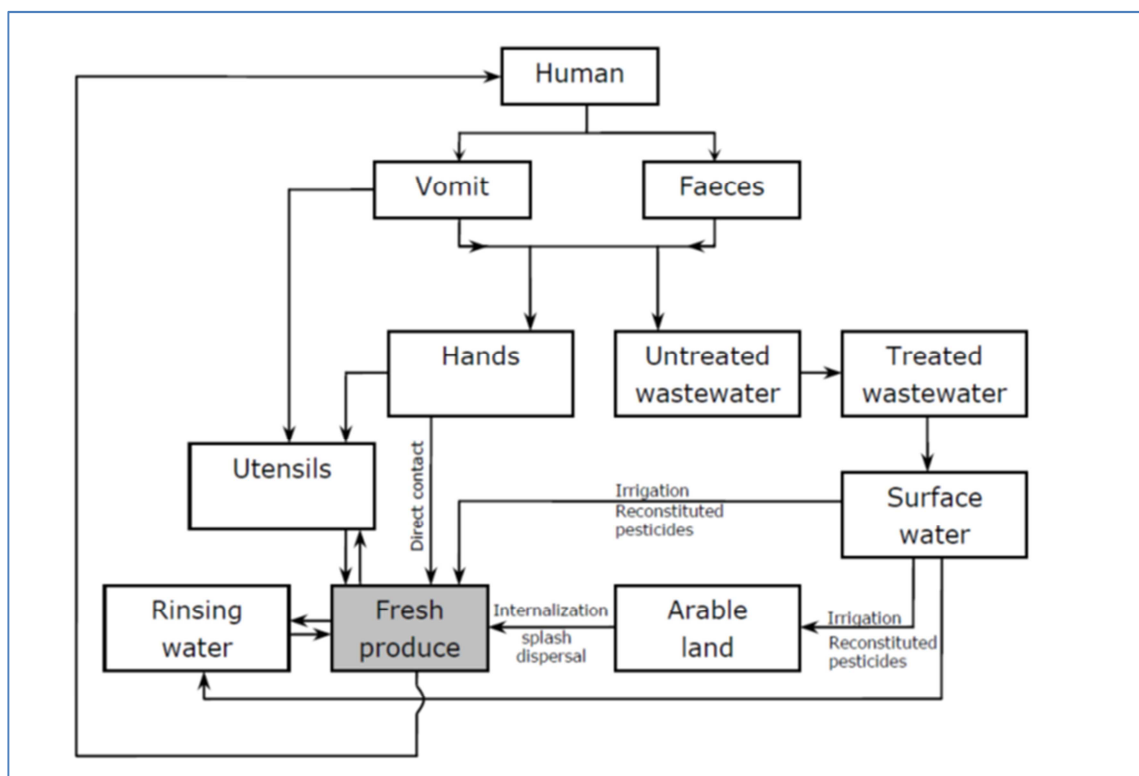 Human
Vomit
Faeces
Hands
Untreated
wastewater
Treated
wastewater
Utensils
Direct contact
Irrigation
Reconstituted
pesticides
Surface
water
Rinsing
water
Fresh
produce
Internalization
splash
dispersal
Arable
land
Irrigation
Reconstituted
pesticides